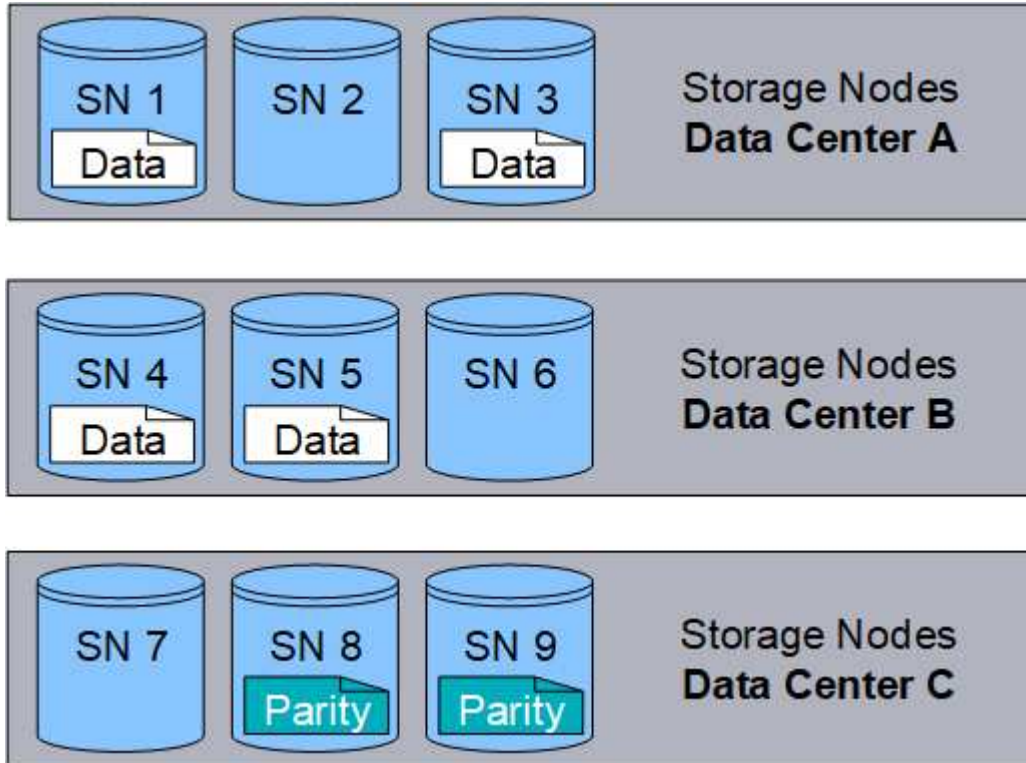 SN 1 SN 2 SN 3 Storage Nodes
Data Data Data Center A
SN 4 SN 5 SN 6 Storage Nodes
Data Data Data Center B
SN 7 SN 8 SN 9 Storage Nodes
Parity Parity Data Center C